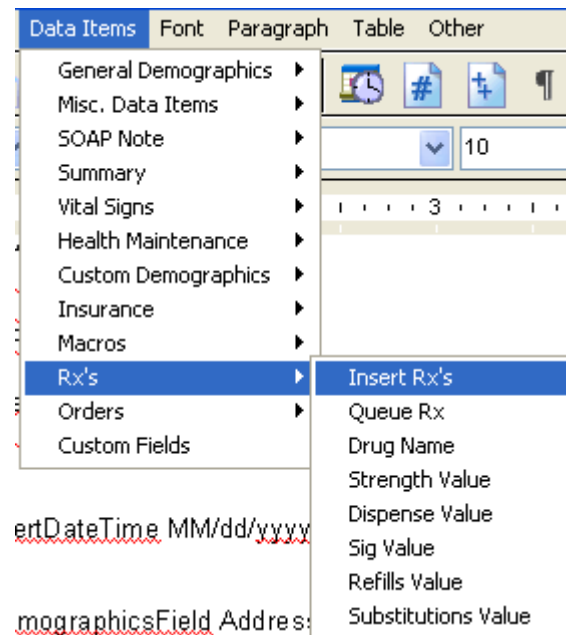 Data Items Font Paragraph Table Other
General Demographics
Misc. Data Items
SOAP Note
10
Summary
Vital Signs
3
Health Maintenance
Custom Demographics
Insurance
Macros
Rx's
Insert Rx's
Orders
Queue Rx
Custom Fields
Drug Name
Strength Value
Dispense Value
ertDateTime MM/dd/yyyy
Sig Value
Refills Value
mographicsField Addres
Substitutions Value